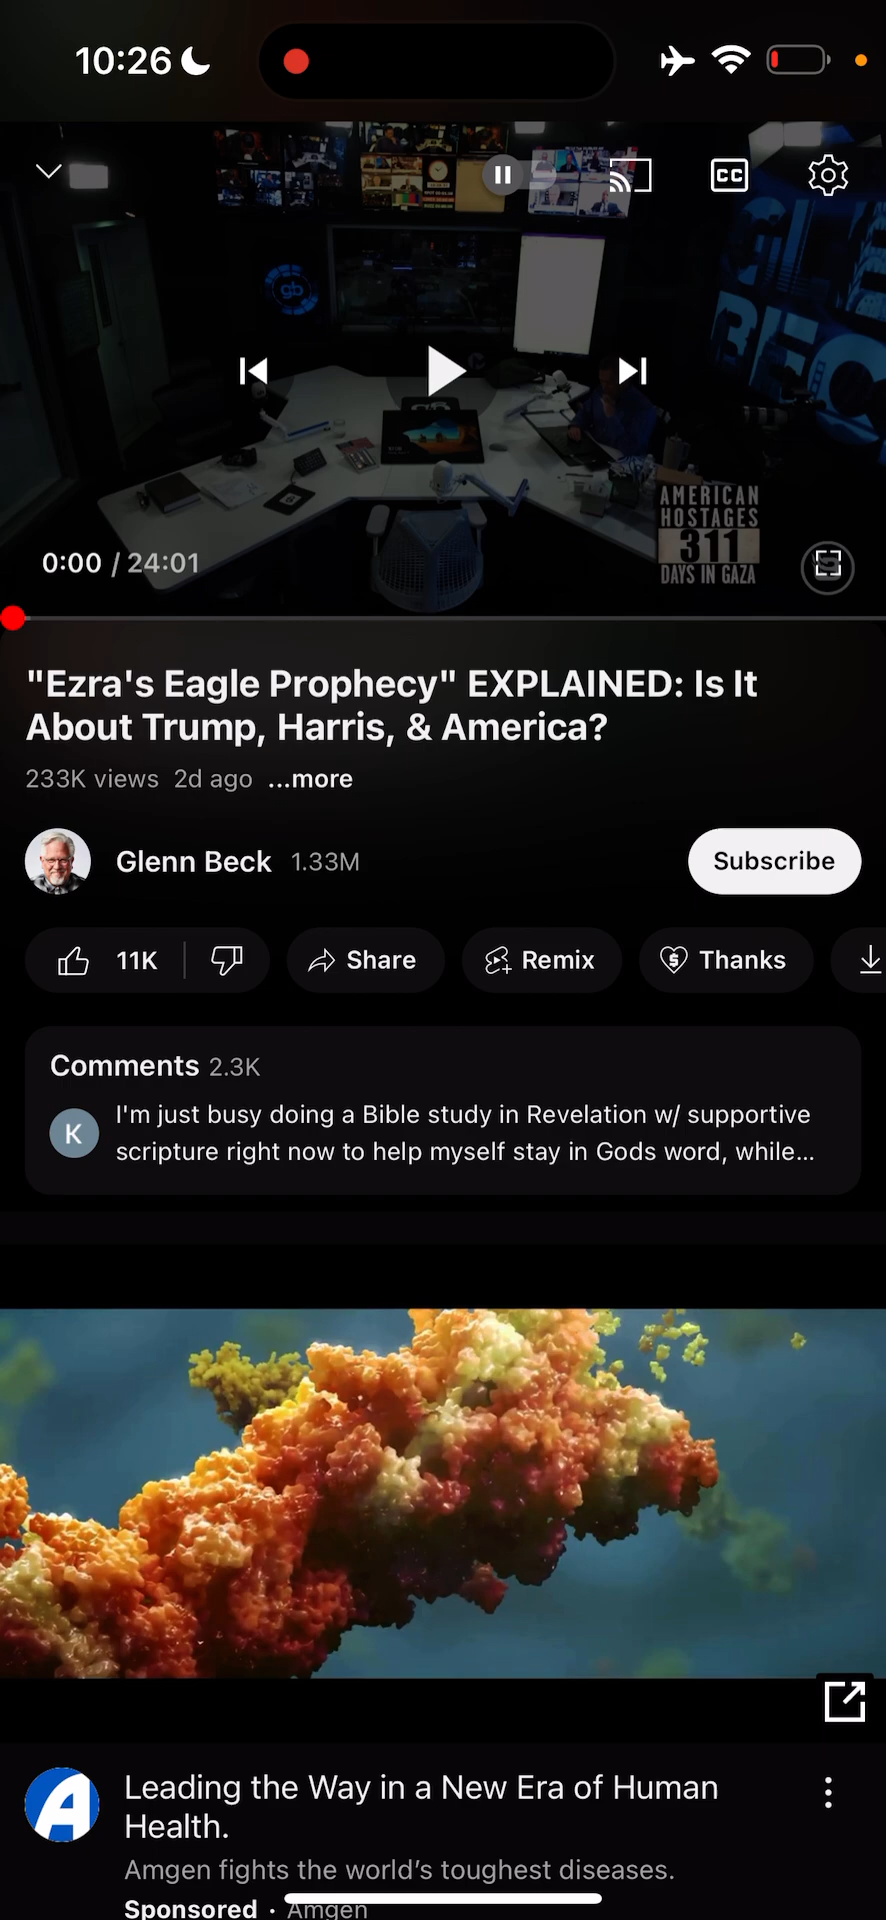 10:26
CC
gb
0:00 / 24:01
AMERICAN
HOSTAGES
311
DAYS IN GAZA
"Ezra's Eagle Prophecy" EXPLAINED: Is It
About Trump, Harris, & America?
233K views 2d ago ...more
Glenn Beck 1.33M
Subscribe
11K
Share
Remix
Thanks
Comments 2.3K
K
I'm just busy doing a Bible study in Revelation w/ supportive
scripture right now to help myself stay in Gods word, while...
A
Leading the Way in a New Era of Human
Health.
Amgen fights the world’s toughest diseases.
Sponsored · Amgen